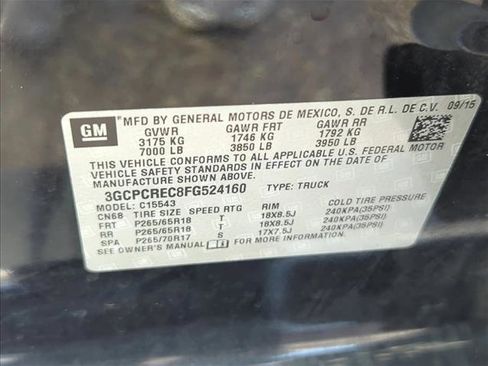 GM
MFD BY GENERAL MOTORS DE MEXICO, S. DE R.L. DE C.V. 09/15
GVWR GAWR FRT GAWR RR
3175 KG 1746 KG 1792 KG
7000 LB 3850 LB 3950 LB
THIS VEHICLE CONFORMS TO ALL APPLICABLE U.S. FEDERAL
MOTOR VEHICLE SAFETY STANDARDS IN EFFECT ON THE DATE OF
MANUFACTURE SHOWN ABOVE.
3GCPCREC8FG524160 TYPE: TRUCK
MODEL: C15543
CN68 TIRE SIZE SPEED RTG RIM COLD TIRE PRESSURE
FRT P265/65R18 T 18X8.5J 240KPA(35PSI)
RR P265/65R18 T 18X8.5J 240KPA(35PSI)
SPA P265/70R17 S 17X7.5J 240KPA(35PSI)
SEE OWNER'S MANUAL FOR MORE INFORMATION.